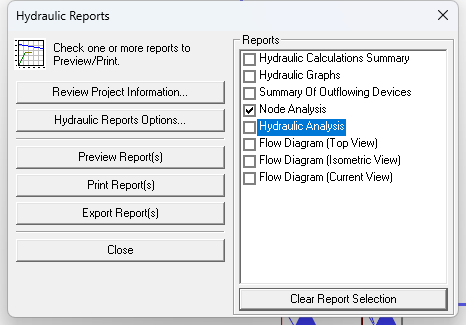 Hydraulic Reports
Check one or more reports to
Preview/Print.
Review Project Information...
Hydraulic Reports Options...
Preview Report(s)
Print Report(s)
Export Report(s)
Close
Reports
Hydraulic Calculations Summary
Hydraulic Graphs
Summary Of Outflowing Devices
Node Analysis
Hydraulic Analysis
Flow Diagram (Top View)
Flow Diagram (Isometric View)
Flow Diagram (Current View)
Clear Report Selection